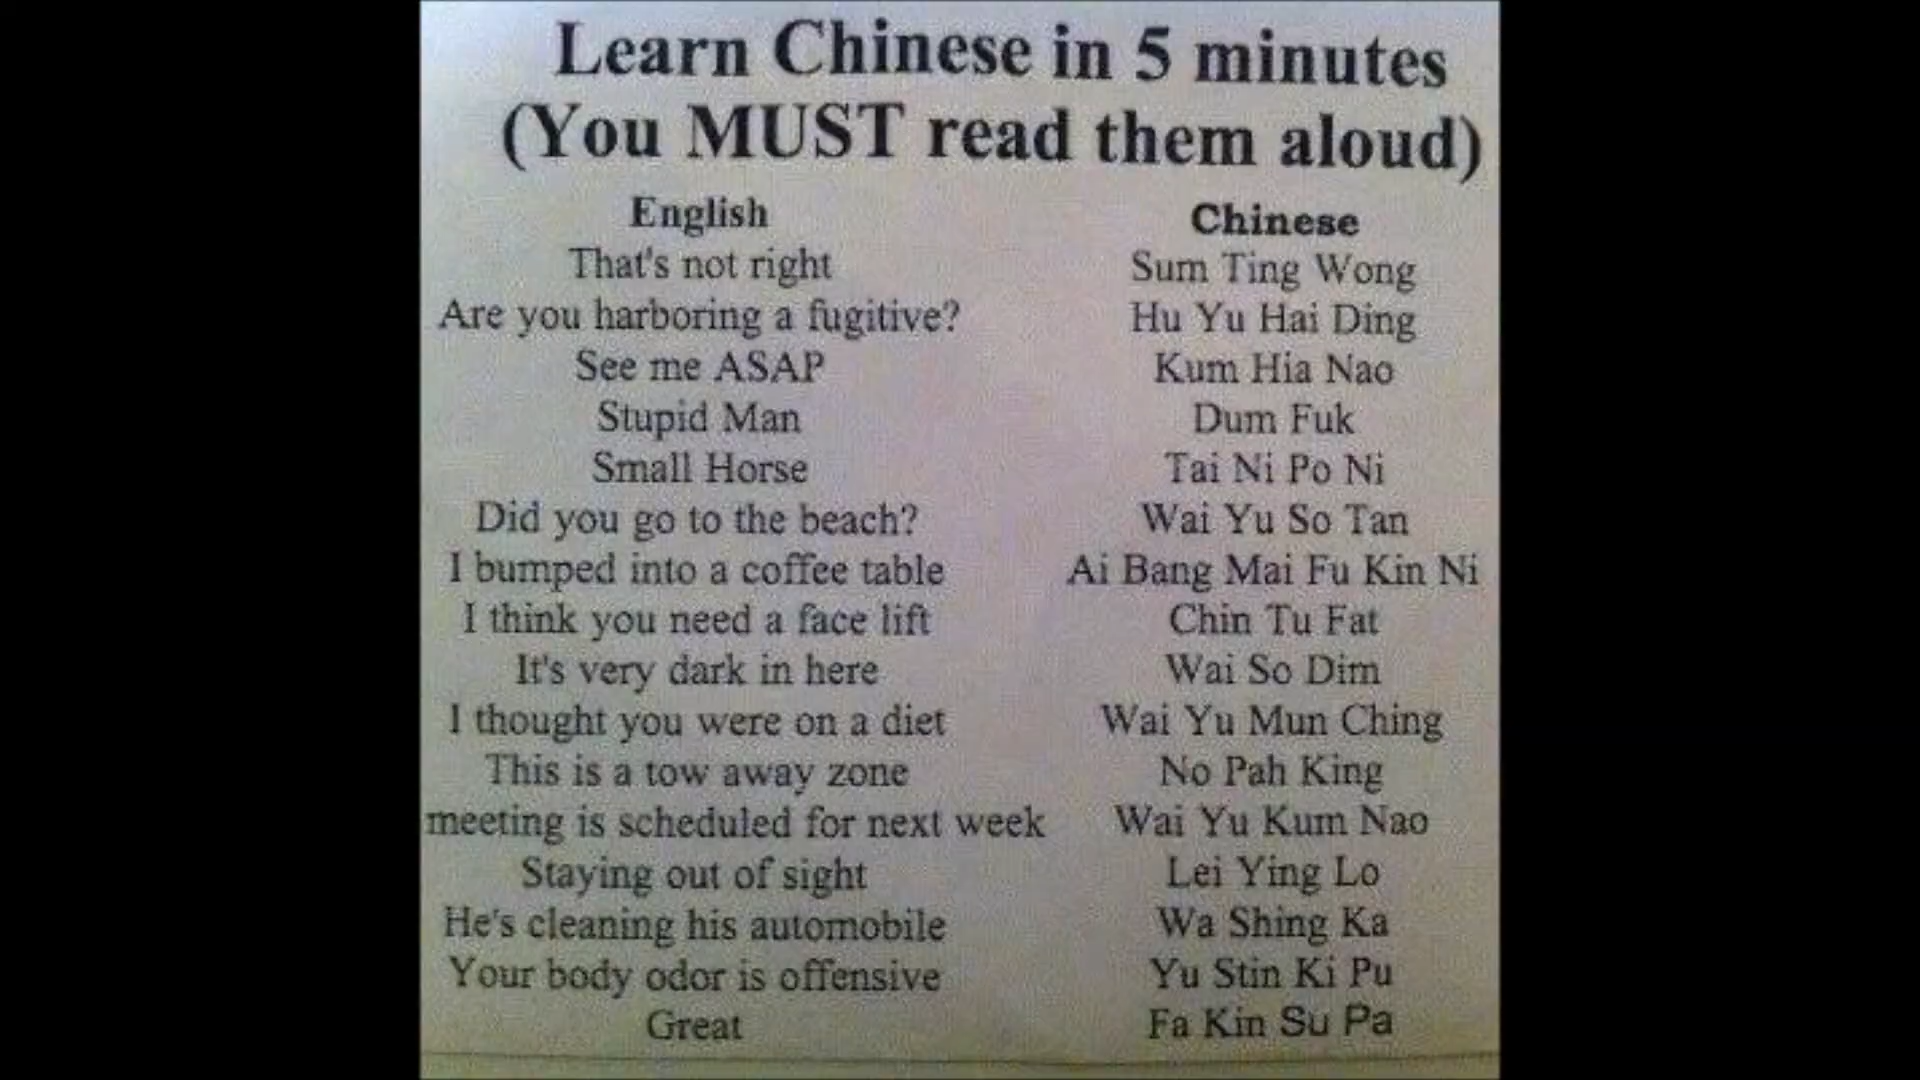 Learn Chinese in 5 minutes
(You MUST read them aloud)
English Chinese
That's not right Sum Ting Wong
Are you harboring a fugitive? Hu Yu Hai Ding
See me ASAP Kum Hia Nao
Stupid Man Dum Fuk
Small Horse Tai Ni Po Ni
Did you go to the beach? Wai Yu So Tan
I bumped into a coffee table Ai Bang Mai Fu Kin Ni
I think you need a face lift Chin Tu Fat
It's very dark in here Wai So Dim
I thought you were on a diet Wai Yu Mun Ching
This is a tow away zone No Pah King
meeting is scheduled for next week Wai Yu Kum Nao
Staying out of sight Lei Ying Lo
He's cleaning his automobile Wa Shing Ka
Your body odor is offensive Yu Stin Ki Pu
Great Fa Kin Su Pa